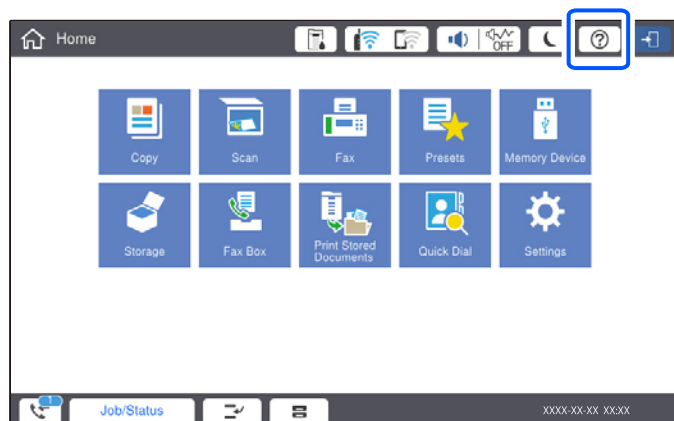 Home
OFF
?
Copy
Scan
Fax
Presets
Memory Device
Storage
Fax Box
Print Stored
Documents
Quick Dial
Settings
1
Job/Status
XXXX-XX-XX XX:XX